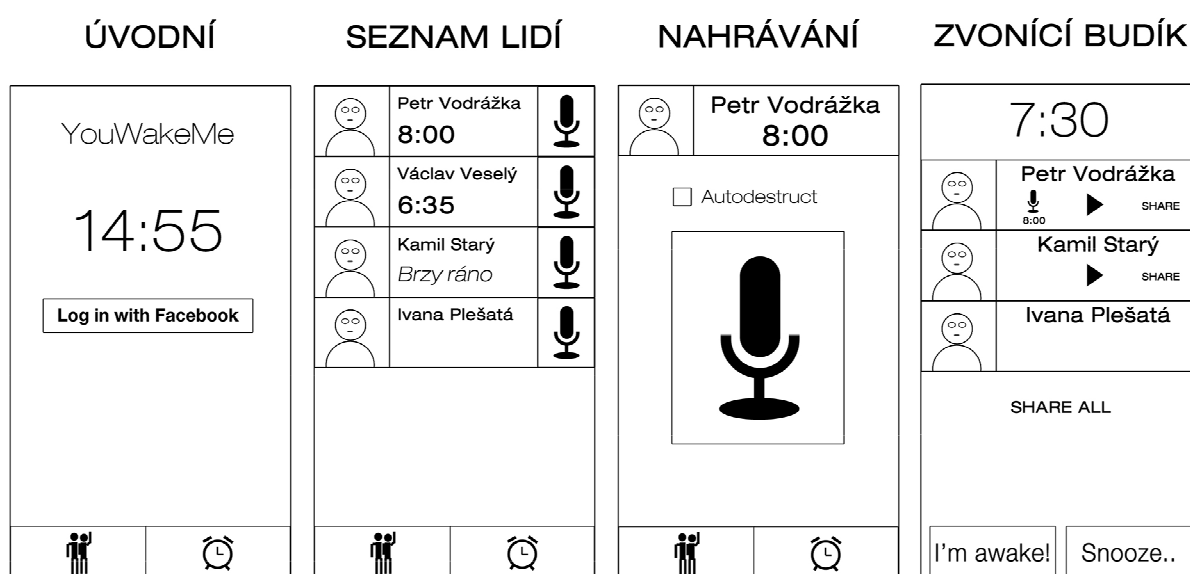 ÚVODNÍ
YouWakeMe
14:55
Log in with Facebook
SEZNAM LIDÍ
Petr Vodrážka
8:00
Václav Veselý
6:35
Kamil Starý
Brzy ráno
Ivana Plešatá
NAHRÁVÁNÍ
Petr Vodrážka
8:00
Autodestruct
ZVONÍCÍ BUDÍK
7:30
Petr Vodrážka
8:00 SHARE
Kamil Starý
SHARE
Ivana Plešatá
SHARE ALL
I'm awake! Snooze..